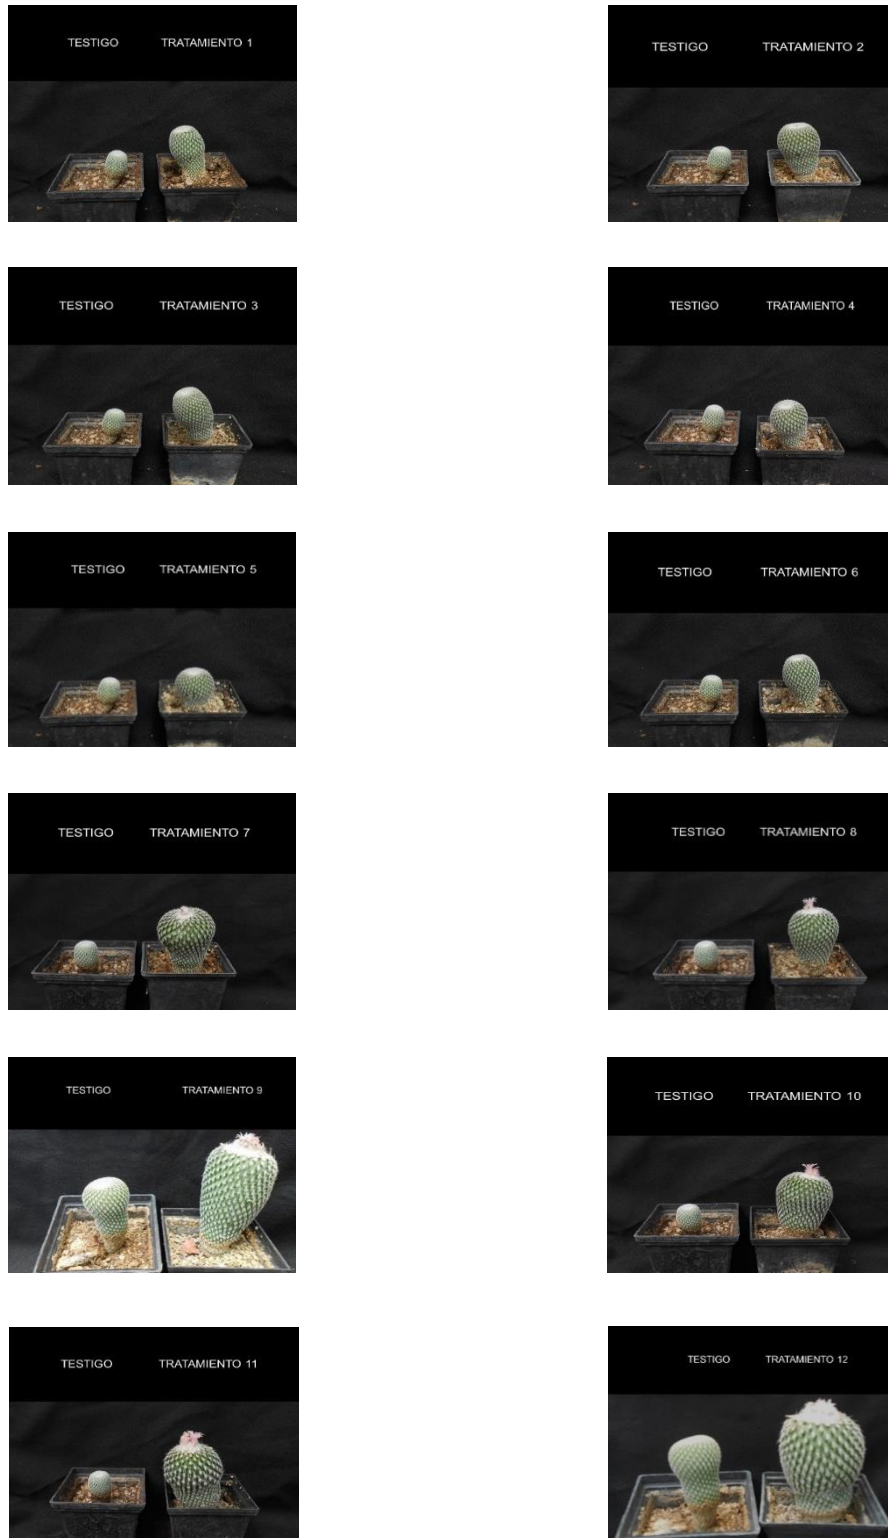 TESTIGO TRATAMIENTO 1
TESTIGO TRATAMIENTO 2
TESTIGO TRATAMIENTO 3
TESTIGO TRATAMIENTO 4
TESTIGO TRATAMIENTO 5
TESTIGO TRATAMIENTO 6
TESTIGO TRATAMIENTO 7
TESTIGO TRATAMIENTO 8
TESTIGO TRATAMIENTO 9
TESTIGO TRATAMIENTO 10
TESTIGO TRATAMIENTO 11
TESTIGO TRATAMIENTO 12